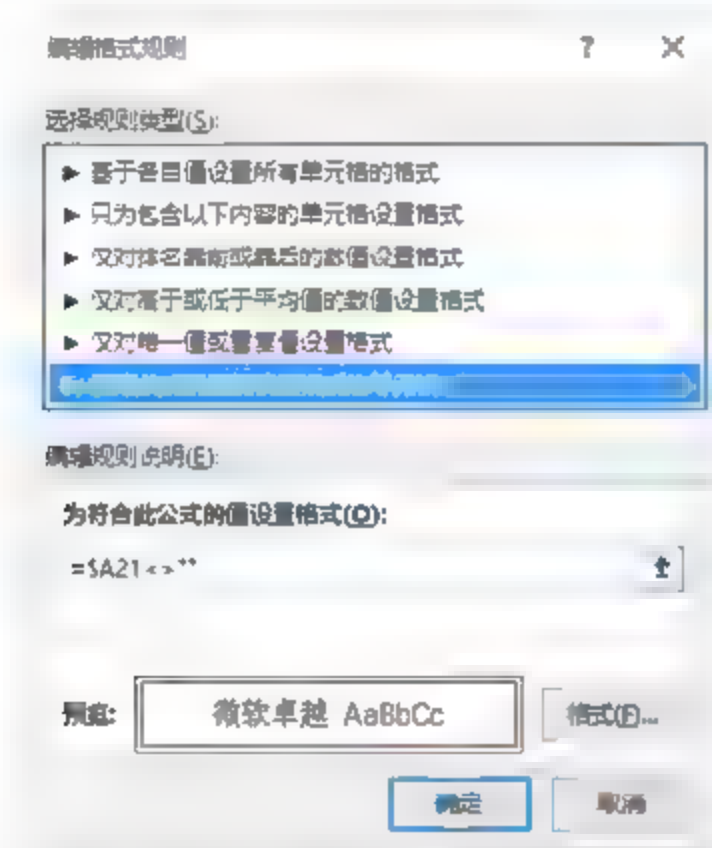 编辑格式规则 ? ×
选择规则类型(S):
► 基于各自值设置所有单元格的格式
► 只为包含以下内容的单元格设置格式
► 仅对排名靠前或靠后的数值设置格式
► 仅对高于或低于平均值的数值设置格式
► 仅对唯一值或重复值设置格式
编辑规则说明(E):
为符合此公式的值设置格式(O):
=$A21<>""
预览: 微软卓越 AaBbCc 格式(F)...
确定 取消